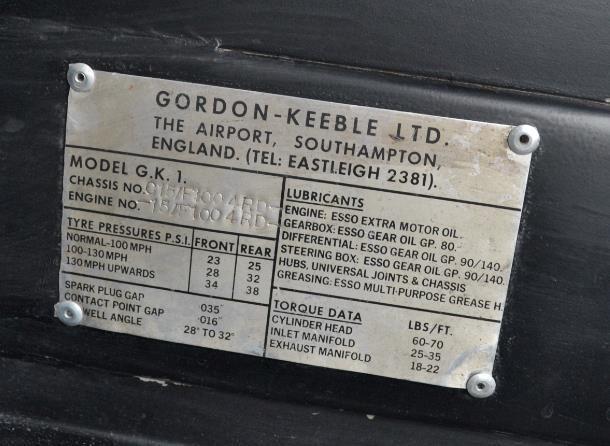 GORDON-KEEBLE LTD.
THE AIRPORT, SOUTHAMPTON,
ENGLAND. (TEL: EASTLEIGH 2381).
MODEL G.K. 1.
CHASSIS NO.
ENGINE NO.
TYRE PRESSURES P.S.I. FRONT REAR
NORMAL-100 MPH 23 25
100-130 MPH 28 32
130 MPH UPWARDS 34 38
SPARK PLUG GAP .035"
CONTACT POINT GAP .016"
DWELL ANGLE 28° TO 32°
LUBRICANTS
ENGINE: ESSO EXTRA MOTOR OIL.
GEARBOX: ESSO GEAR OIL GP. 80.
DIFFERENTIAL: ESSO GEAR OIL GP. 90/140.
STEERING BOX: ESSO GEAR OIL GP. 90/140.
HUBS, UNIVERSAL JOINTS & CHASSIS
GREASING: ESSO MULTI-PURPOSE GREASE H.
TORQUE DATA LBS/FT.
CYLINDER HEAD 60-70
INLET MANIFOLD 25-35
EXHAUST MANIFOLD 18-22